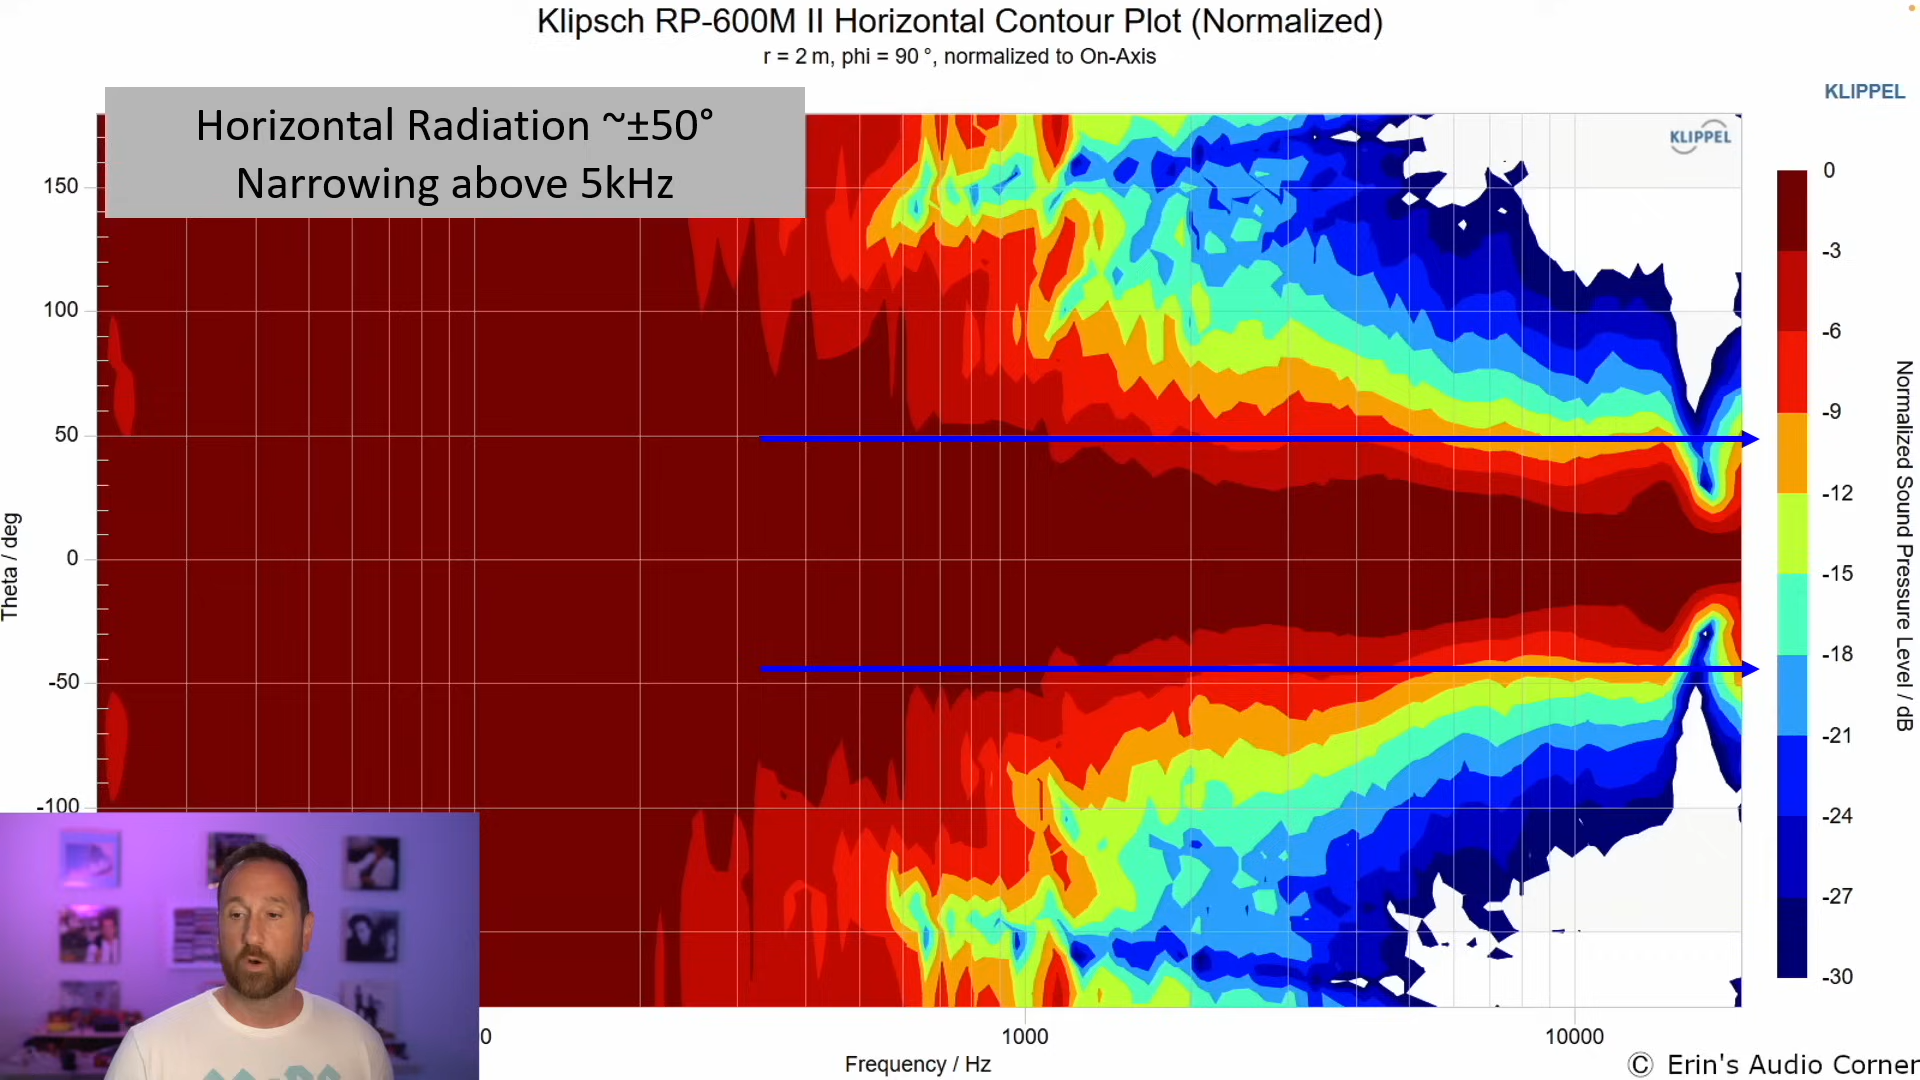 Klipsch RP-600M II Horizontal Contour Plot (Normalized)
r = 2 m, phi = 90 °, normalized to On-Axis
KLIPPEL
Horizontal Radiation ~±50°
Narrowing above 5kHz
KLIPPEL
150
100
50
0
-50
-100
Theta / deg
0
-3
-6
-9
-12
-15
-18
-21
-24
-27
-30
Normalized Sound Pressure Level / dB
0
1000
10000
Frequency / Hz
© Erin's Audio Corner